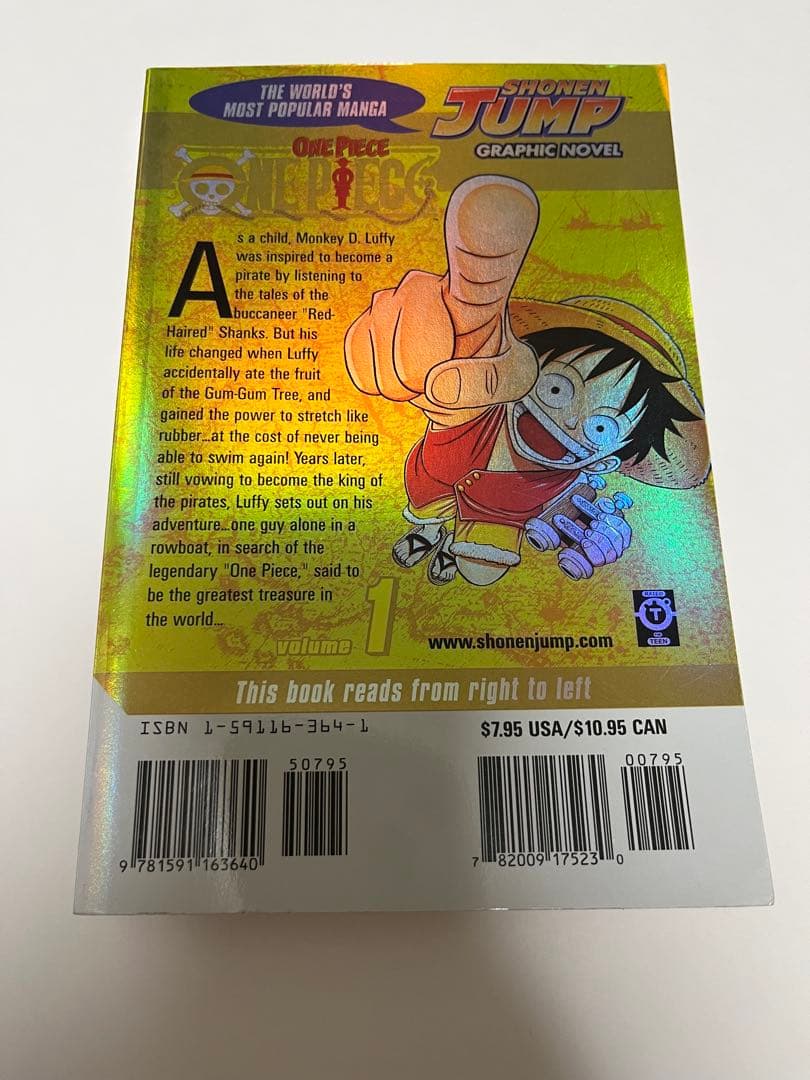 THE WORLD'S
MOST POPULAR MANGA
SHONEN
JUMP
GRAPHIC NOVEL
ONE PIECE
ONE PIECE
As a child, Monkey D. Luffy
was inspired to become a
pirate by listening to
the tales of the
buccaneer "Red-
Haired" Shanks. But his
life changed when Luffy
accidentally ate the fruit
of the Gum-Gum Tree, and
gained the power to stretch like
rubber...at the cost of never being
able to swim again! Years later,
still vowing to become the king of
the pirates, Luffy sets out on his
adventure...one guy alone in a
rowboat, in search of the
legendary "One Piece," said to
be the greatest treasure in
the world...
volume 1
www.shonenjump.com
RATED
T
TEEN
This book reads from right to left
ISBN 1-59116-364-1
$7.95 USA/$10.95 CAN
50795
00795
9 781591 163640
7 82009 17523 0